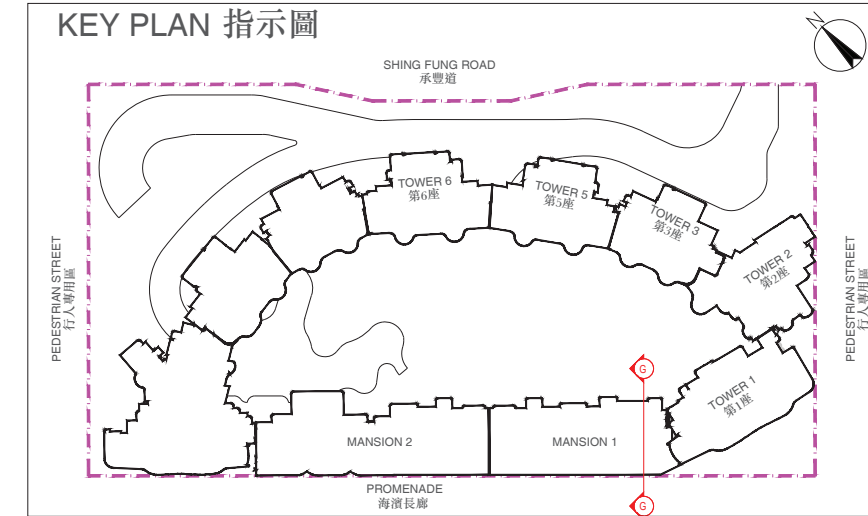 KEY PLAN 指示圖
N
SHING FUNG ROAD
承豐道
TOWER 6
第6座
TOWER 5
第5座
TOWER 3
第3座
TOWER 2
第2座
TOWER 1
第1座
PEDESTRIAN STREET
行人專用區
PEDESTRIAN STREET
行人專用區
G
MANSION 2
MANSION 1
PROMENADE
海濱長廊
G